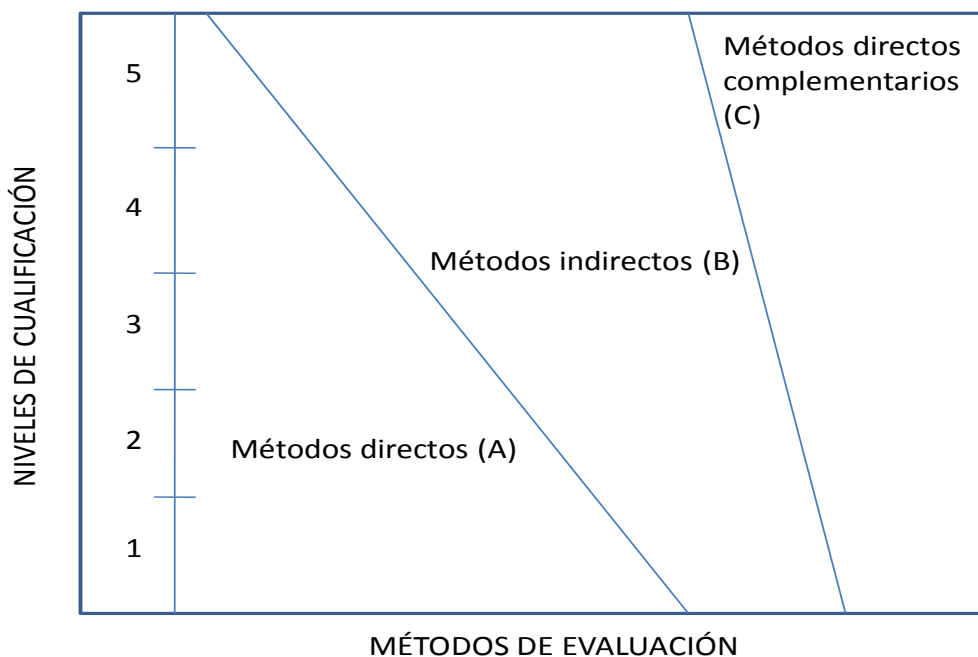 NIVELES DE CUALIFICACIÓN
5
4
3
2
1
Métodos directos
complementarios
(C)
Métodos indirectos (B)
Métodos directos (A)
MÉTODOS DE EVALUACIÓN